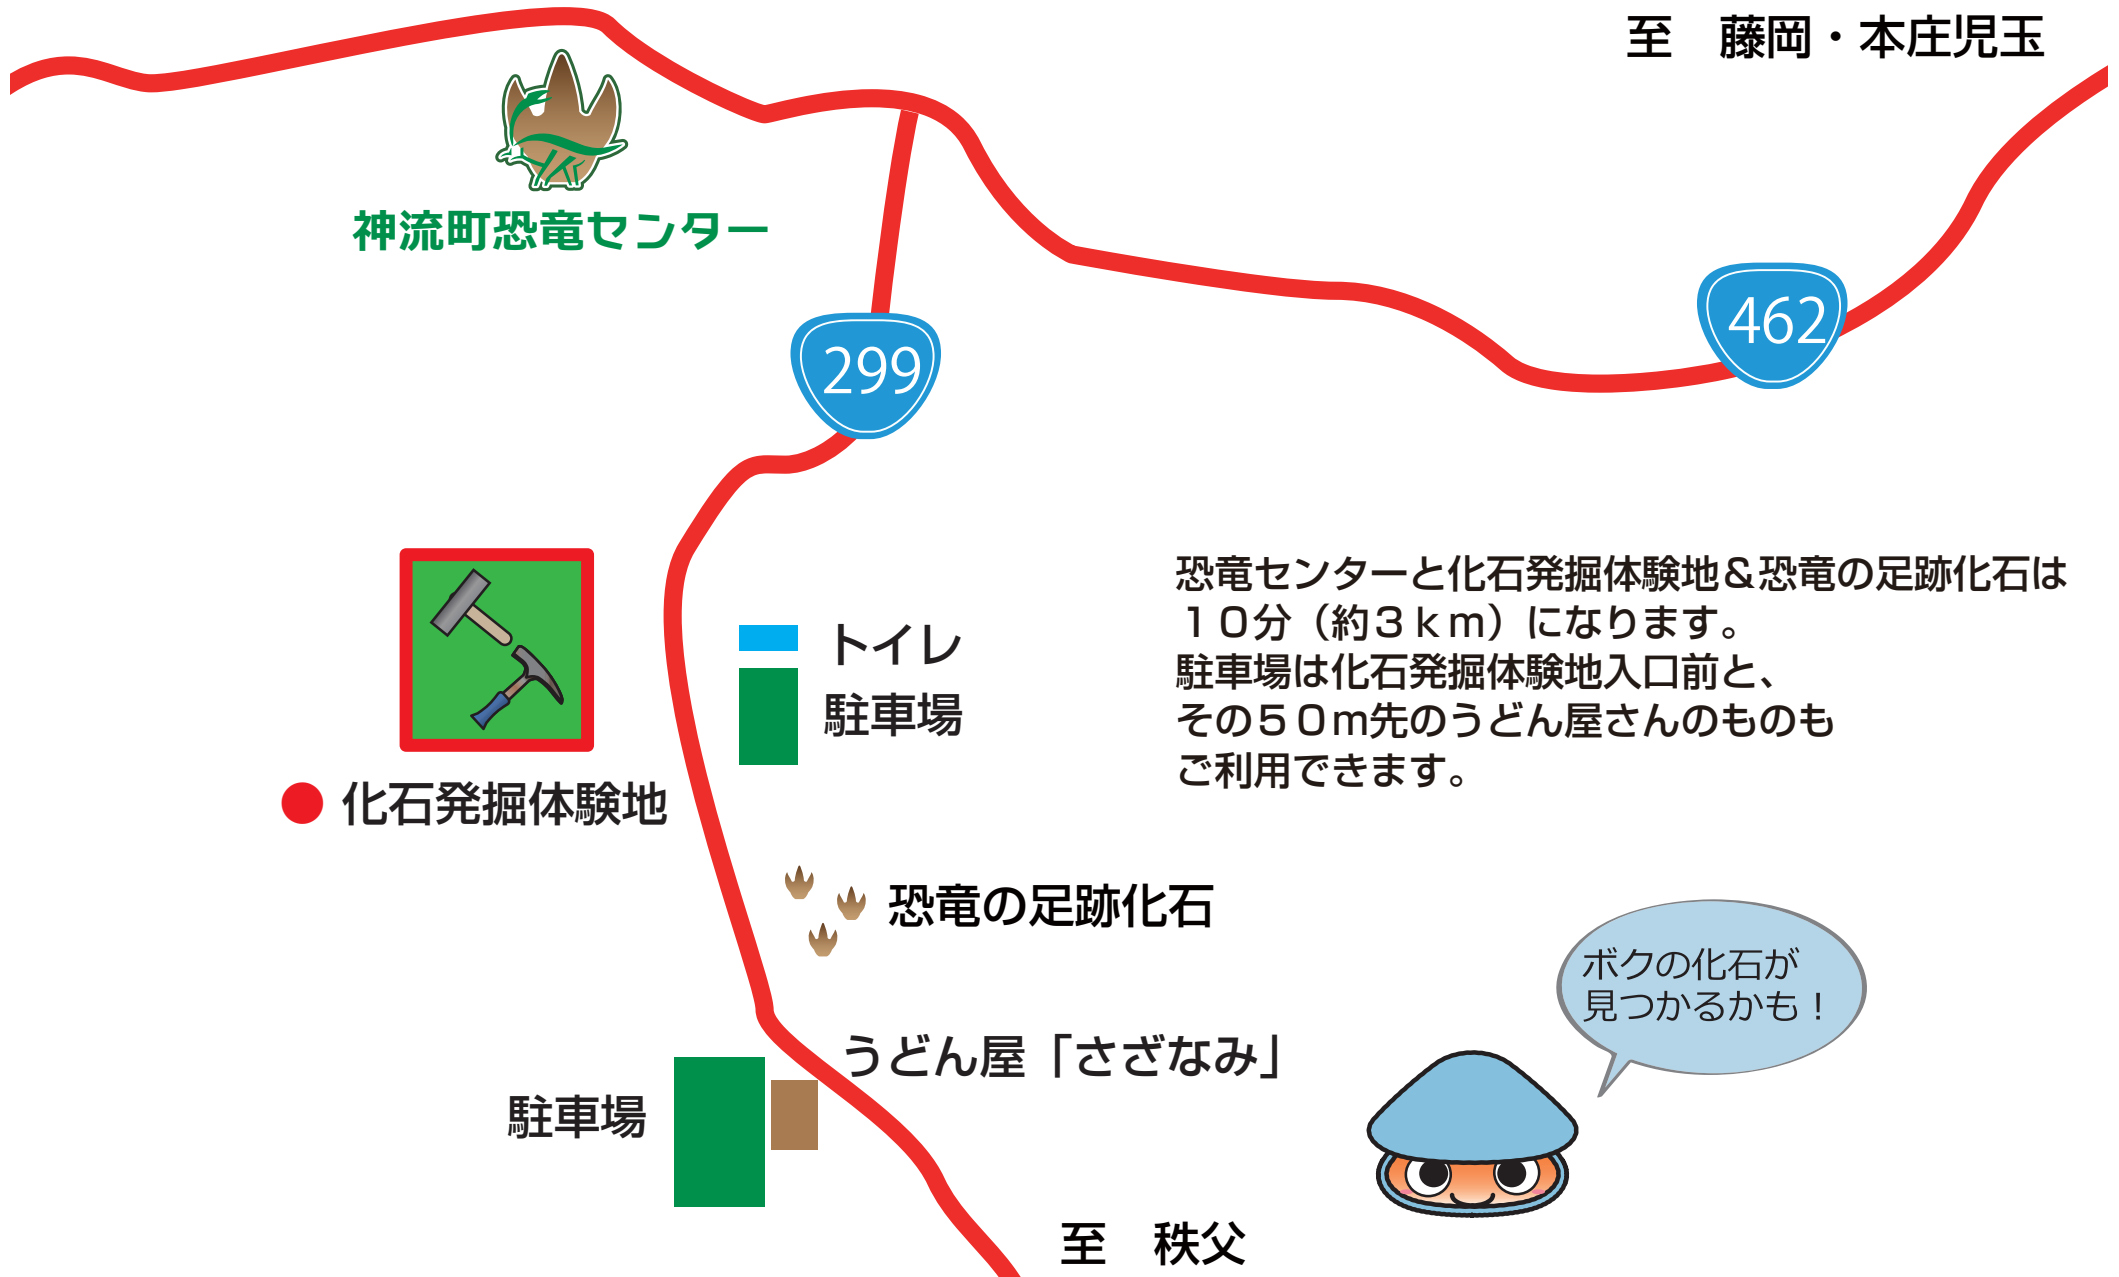 至　藤岡・本庄児玉
神流町恐竜センター
462
299
恐竜センターと化石発掘体験地＆恐竜の足跡化石は
１０分（約３ｋｍ）になります。
駐車場は化石発掘体験地入口前と、
その５０ｍ先のうどん屋さんのものも
ご利用できます。
トイレ
駐車場
化石発掘体験地
恐竜の足跡化石
ボクの化石が
見つかるかも！
うどん屋「さざなみ」
駐車場
至　秩父